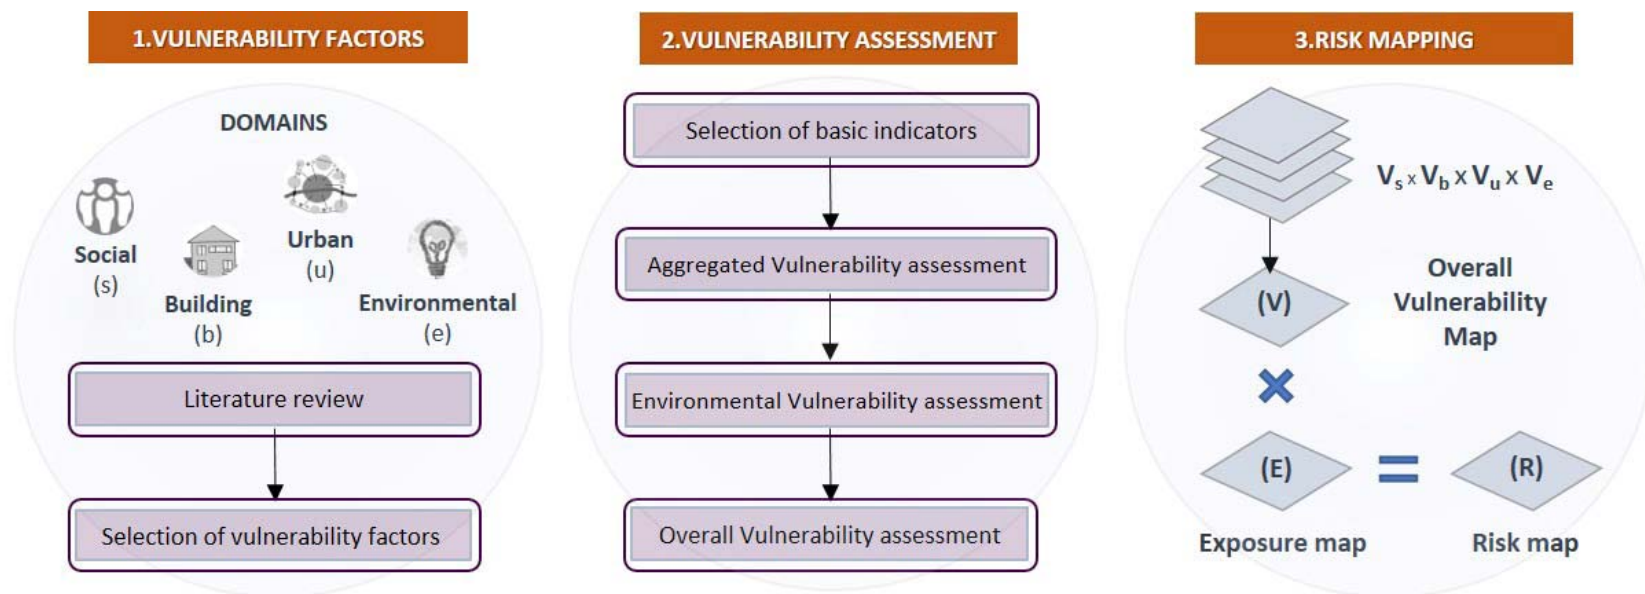 1.VULNERABILITY FACTORS
DOMAINS
Social
(s)
Building
(b)
Urban
(u)
Environmental
(e)
Literature review
Selection of vulnerability factors
2.VULNERABILITY ASSESSMENT
Selection of basic indicators
Aggregated Vulnerability assessment
Environmental Vulnerability assessment
Overall Vulnerability assessment
3.RISK MAPPING
Vs x Vb x Vu x Ve
(V)
Overall
Vulnerability
Map
(E)
(R)
Exposure map
Risk map